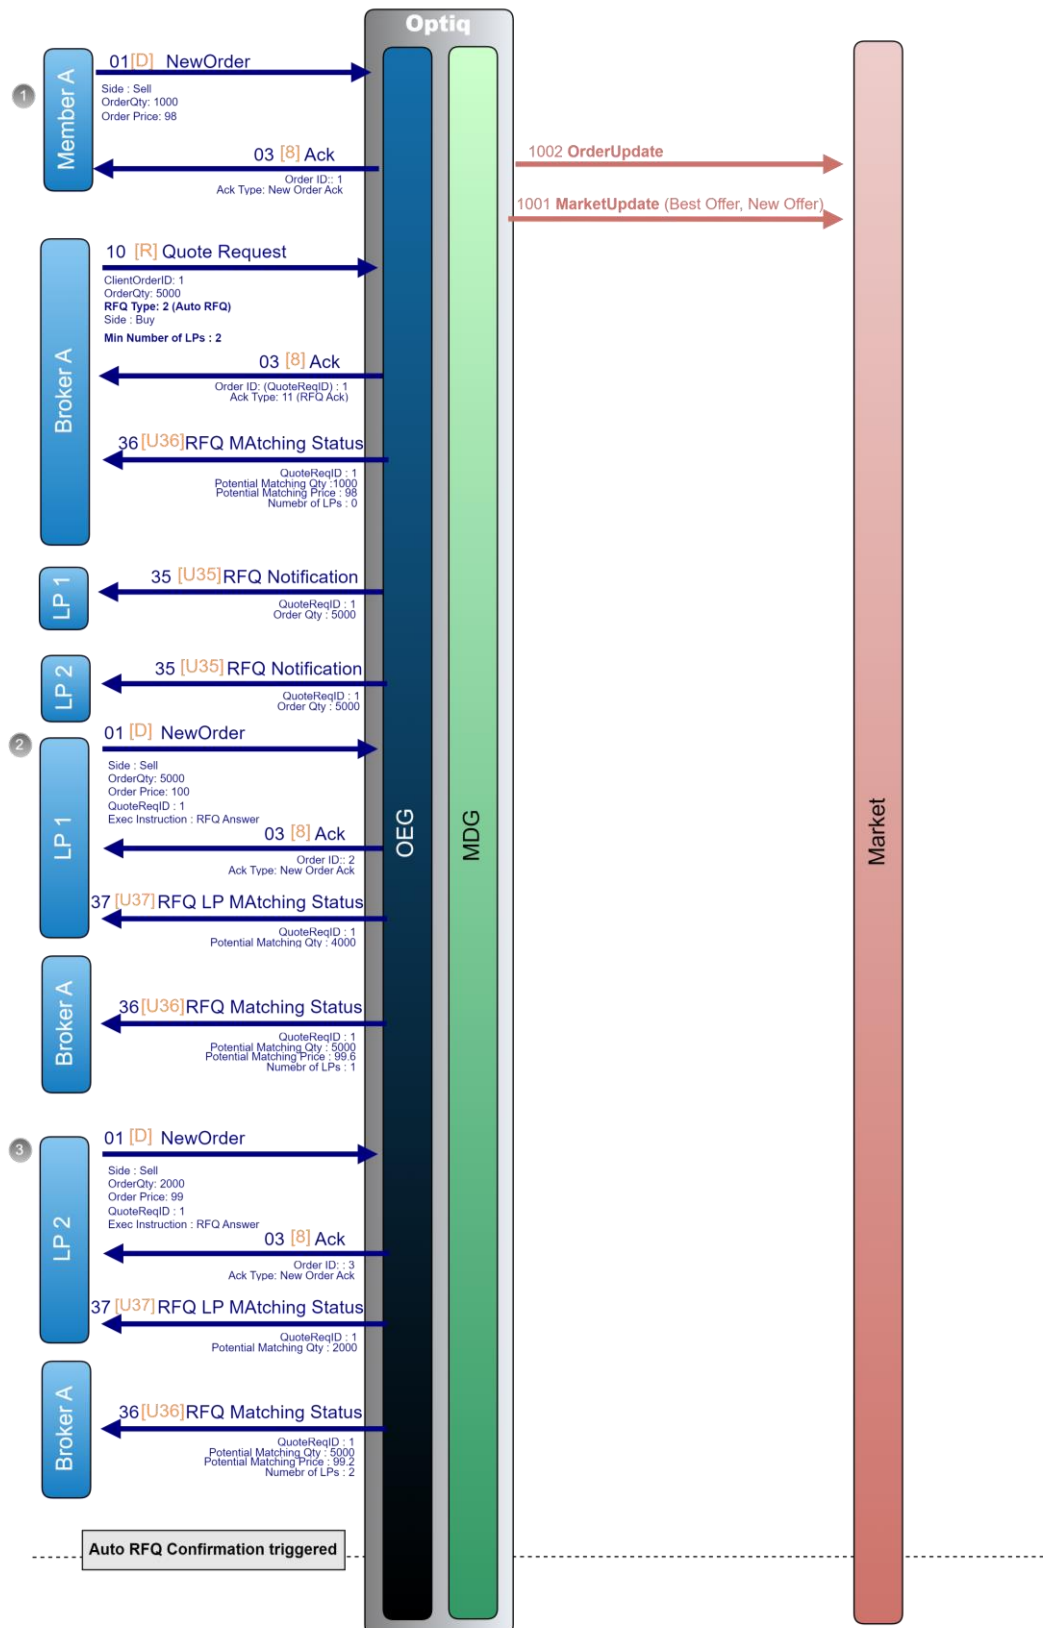 Optiq
01 [D] NewOrder
1
Member A
Side : Sell
OrderQty: 1000
Order Price: 98
03 [8] Ack
Order ID:: 1
Ack Type: New Order Ack
1002 OrderUpdate
1001 MarketUpdate (Best Offer, New Offer)
10 [R] Quote Request
Broker A
ClientOrderID: 1
OrderQty: 5000
RFQ Type: 2 (Auto RFQ)
Side : Buy
Min Number of LPs : 2
03 [8] Ack
Order ID: (QuoteReqID) : 1
Ack Type: 11 (RFQ Ack)
36 [U36] RFQ MAtching Status
QuoteReqID : 1
Potential Matching Qty :1000
Potential Matching Price : 98
Numebr of LPs : 0
LP 1
35 [U35] RFQ Notification
QuoteReqID : 1
Order Qty : 5000
LP 2
35 [U35] RFQ Notification
QuoteReqID : 1
Order Qty : 5000
2
01 [D] NewOrder
LP 1
Side : Sell
OrderQty: 5000
Order Price: 100
QuoteReqID : 1
Exec Instruction : RFQ Answer
OEG
MDG
Market
03 [8] Ack
Order ID:: 2
Ack Type: New Order Ack
37 [U37] RFQ LP MAtching Status
QuoteReqID : 1
Potential Matching Qty : 4000
Broker A
36 [U36] RFQ Matching Status
QuoteReqID : 1
Potential Matching Qty : 5000
Potential Matching Price : 99.6
Numebr of LPs : 1
3
01 [D] NewOrder
LP 2
Side : Sell
OrderQty: 2000
Order Price: 99
QuoteReqID : 1
Exec Instruction : RFQ Answer
03 [8] Ack
Order ID: : 3
Ack Type: New Order Ack
37 [U37] RFQ LP MAtching Status
QuoteReqID : 1
Potential Matching Qty : 2000
Broker A
36 [U36] RFQ Matching Status
QuoteReqID : 1
Potential Matching Qty : 5000
Potential Matching Price : 99.2
Numebr of LPs : 2
Auto RFQ Confirmation triggered